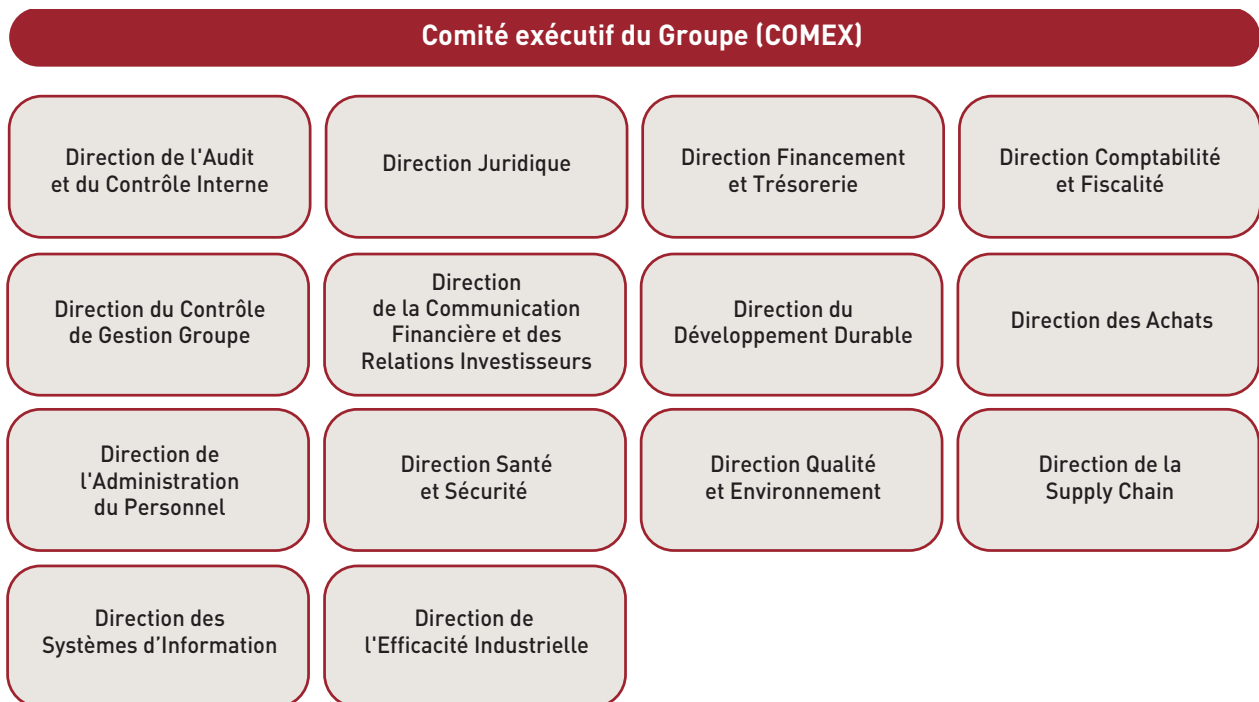 Comité exécutif du Groupe (COMEX)
Direction de l'Audit
et du Contrôle Interne
Direction Juridique
Direction Financement
et Trésorerie
Direction Comptabilité
et Fiscalité
Direction du Contrôle
de Gestion Groupe
Direction
de la Communication
Financière et des
Relations Investisseurs
Direction du
Développement Durable
Direction des Achats
Direction de
l'Administration
du Personnel
Direction Santé
et Sécurité
Direction Qualité
et Environnement
Direction de la
Supply Chain
Direction des
Systèmes d’Information
Direction de
l'Efficacité Industrielle